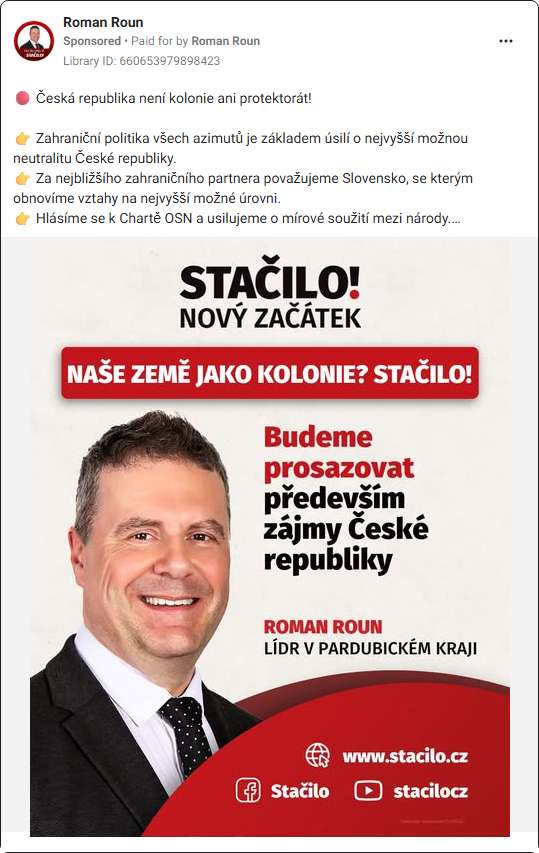 Roman Roun
Sponsored • Paid for by Roman Roun
Library ID: 660653979898423
Česká republika není kolonie ani protektorát!
👉 Zahraniční politika všech azimutů je základem úsilí o nejvyšší možnou
neutralitu České republiky.
👉 Za nejbližšího zahraničního partnera považujeme Slovensko, se kterým
obnovíme vztahy na nejvyšší možné úrovni.
👉 Hlásíme se k Chartě OSN a usilujeme o mírové soužití mezi národy.…
STAČILO!
NOVÝ ZAČÁTEK
NAŠE ZEMĚ JAKO KOLONIE? STAČILO!
Budeme
prosazovat
především
zájmy České
republiky
ROMAN ROUN
LÍDR V PARDUBICKÉM KRAJI
www.stacilo.cz
Stačilo
stacilocz